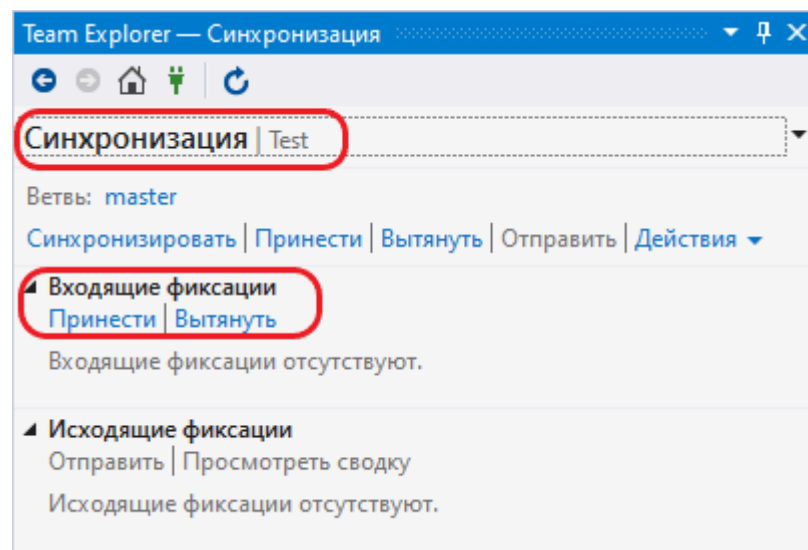 Team Explorer — Синхронизация
Синхронизация | Test
Ветвь: master
Синхронизировать | Принести | Вытянуть | Отправить | Действия
Входящие фиксации
Принести | Вытянуть
Входящие фиксации отсутствуют.
Исходящие фиксации
Отправить | Просмотреть сводку
Исходящие фиксации отсутствуют.